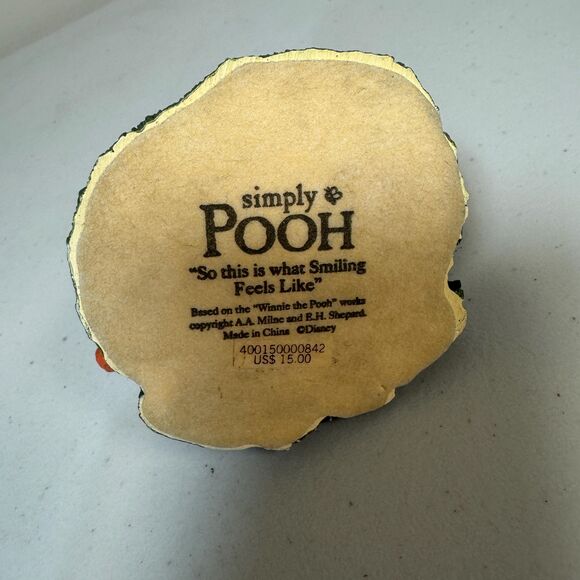 simply
POOH
"So this is what Smiling
Feels Like"
Based on the "Winnie the Pooh" works
copyright A.A. Milne and E.H. Shepard.
Made in China ©Disney
400150000842
US$ 15.00